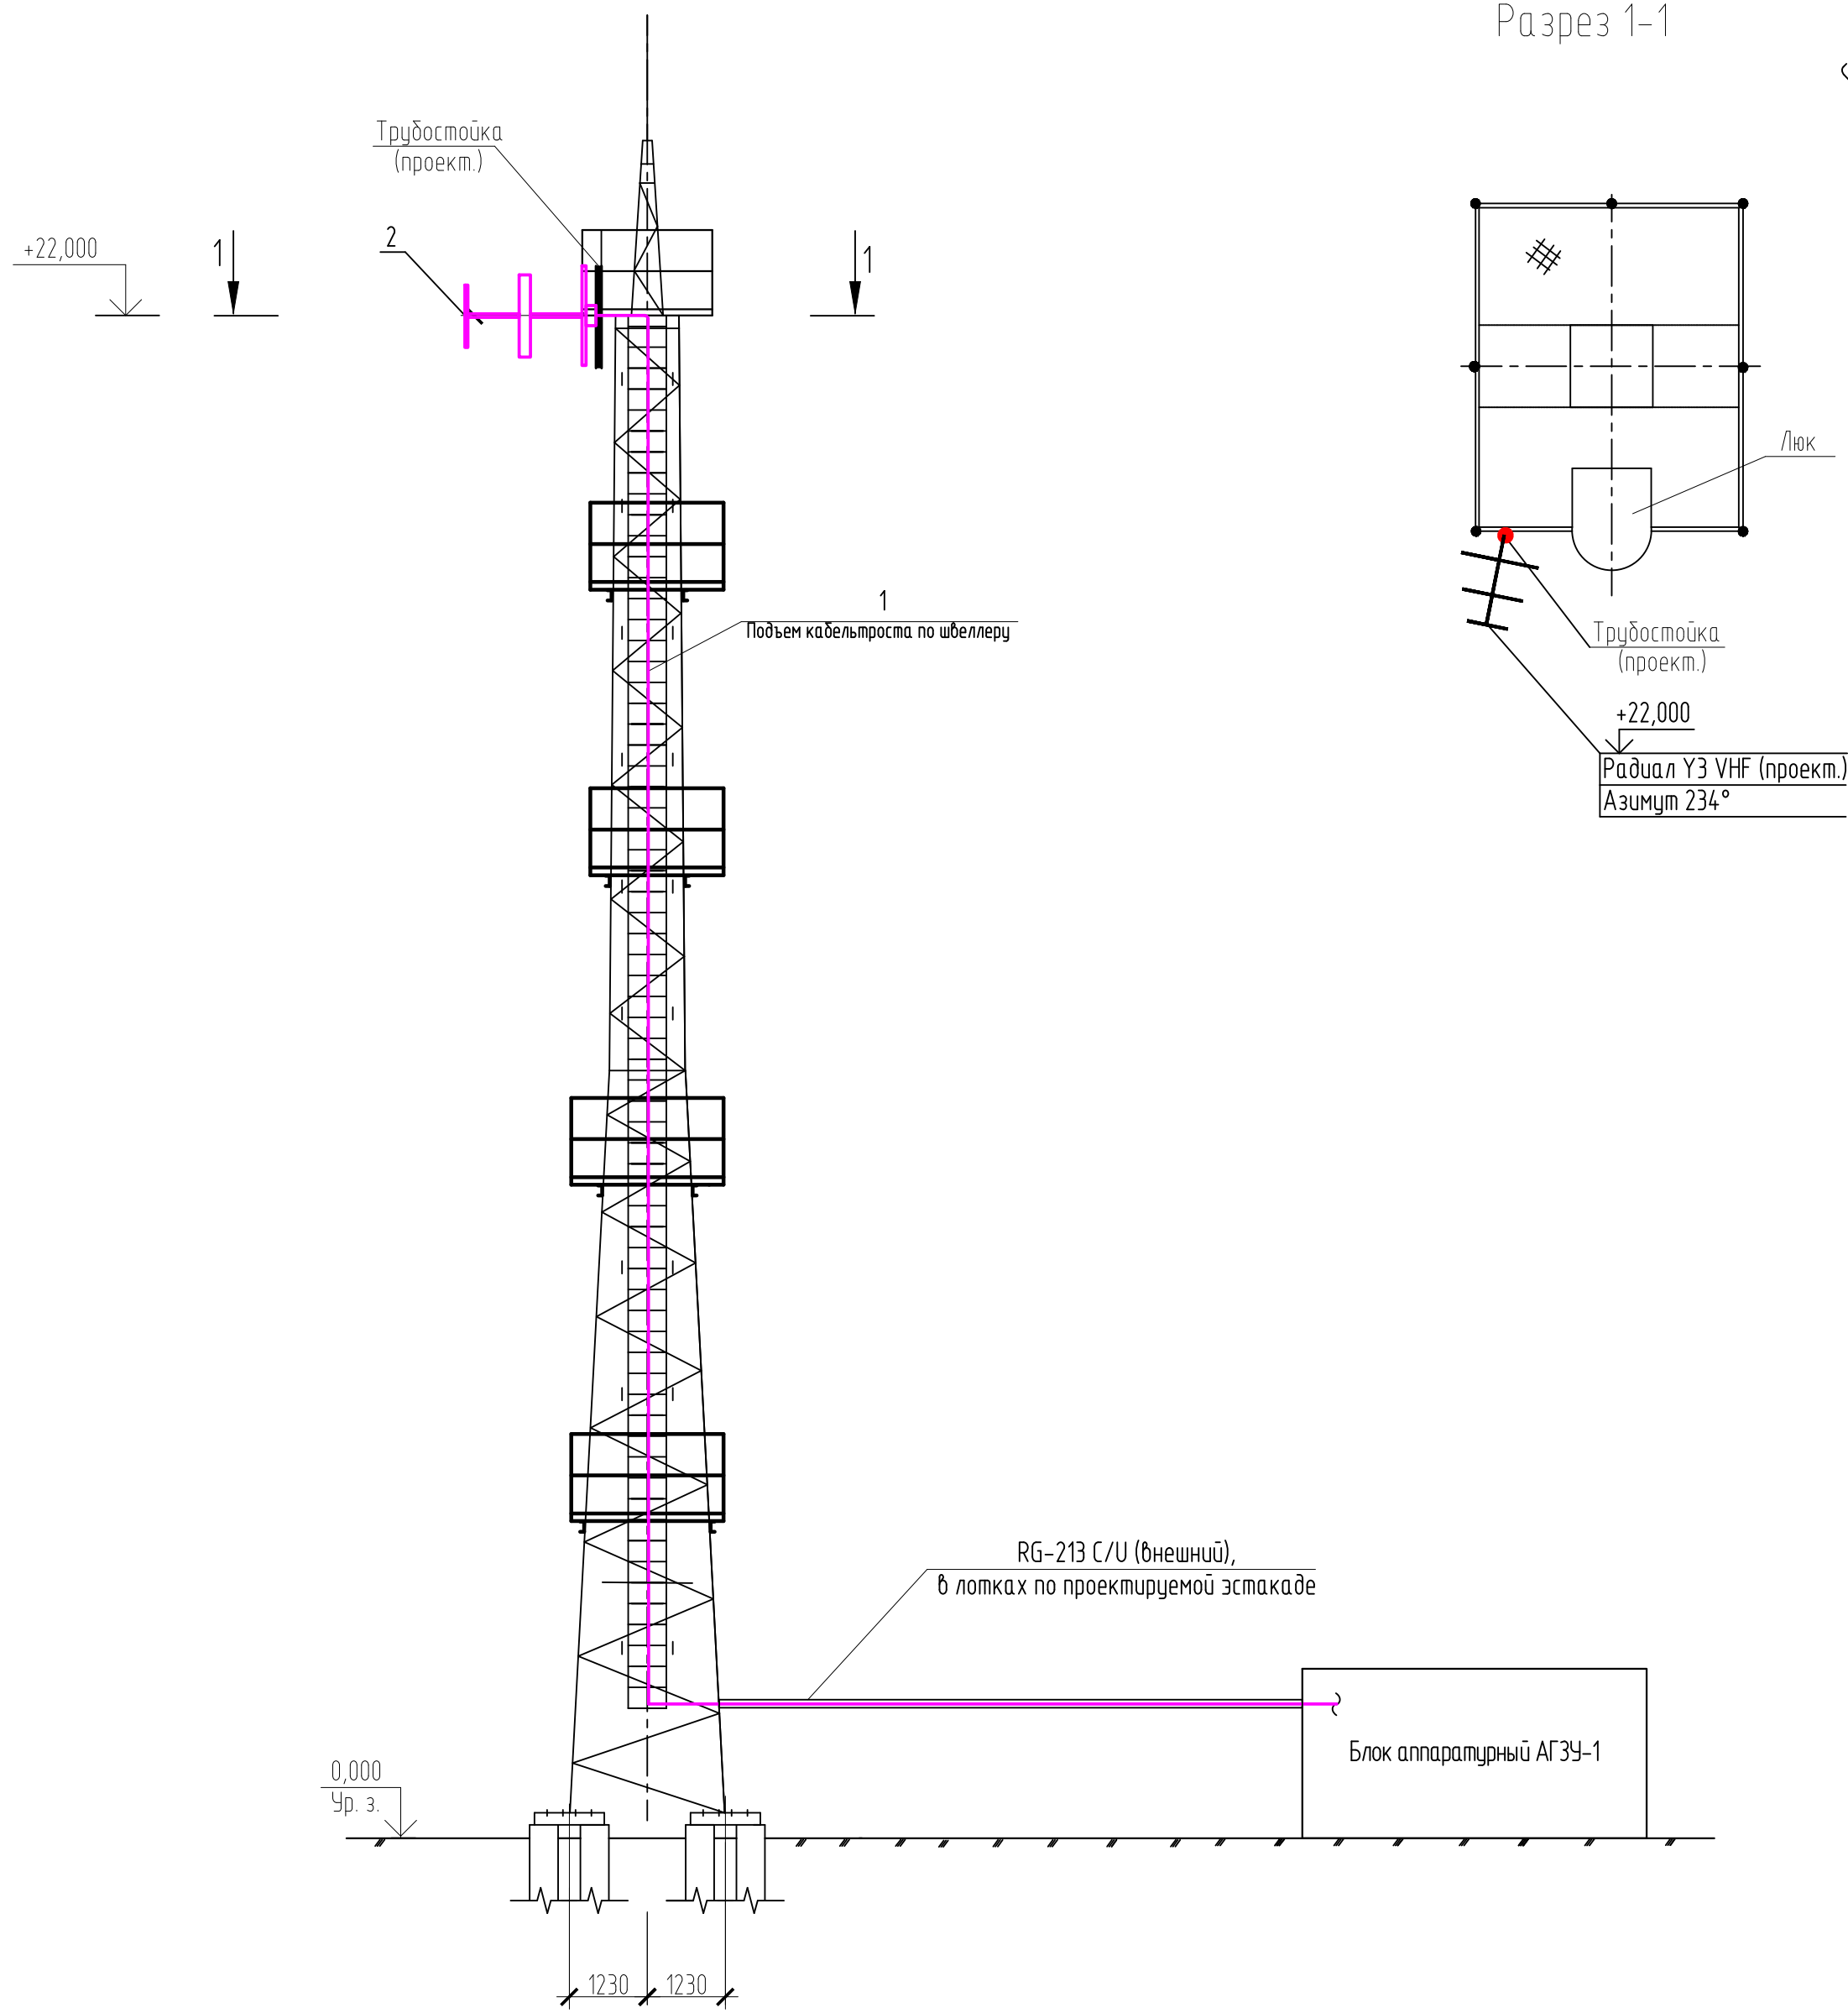 Разрез 1-1
Трубостойка
(проект.)
+22,000
1
2
1
Люк
1
Подъем кабельтроста по швеллеру
Трубостойка
(проект.)
+22,000
Радиал Y3 VHF (проект.)
Азимут 234°
RG-213 C/U (внешний),
в лотках по проектируемой эстакаде
Блок аппаратурный АГЗУ-1
0,000
Ур. з.
1230
1230